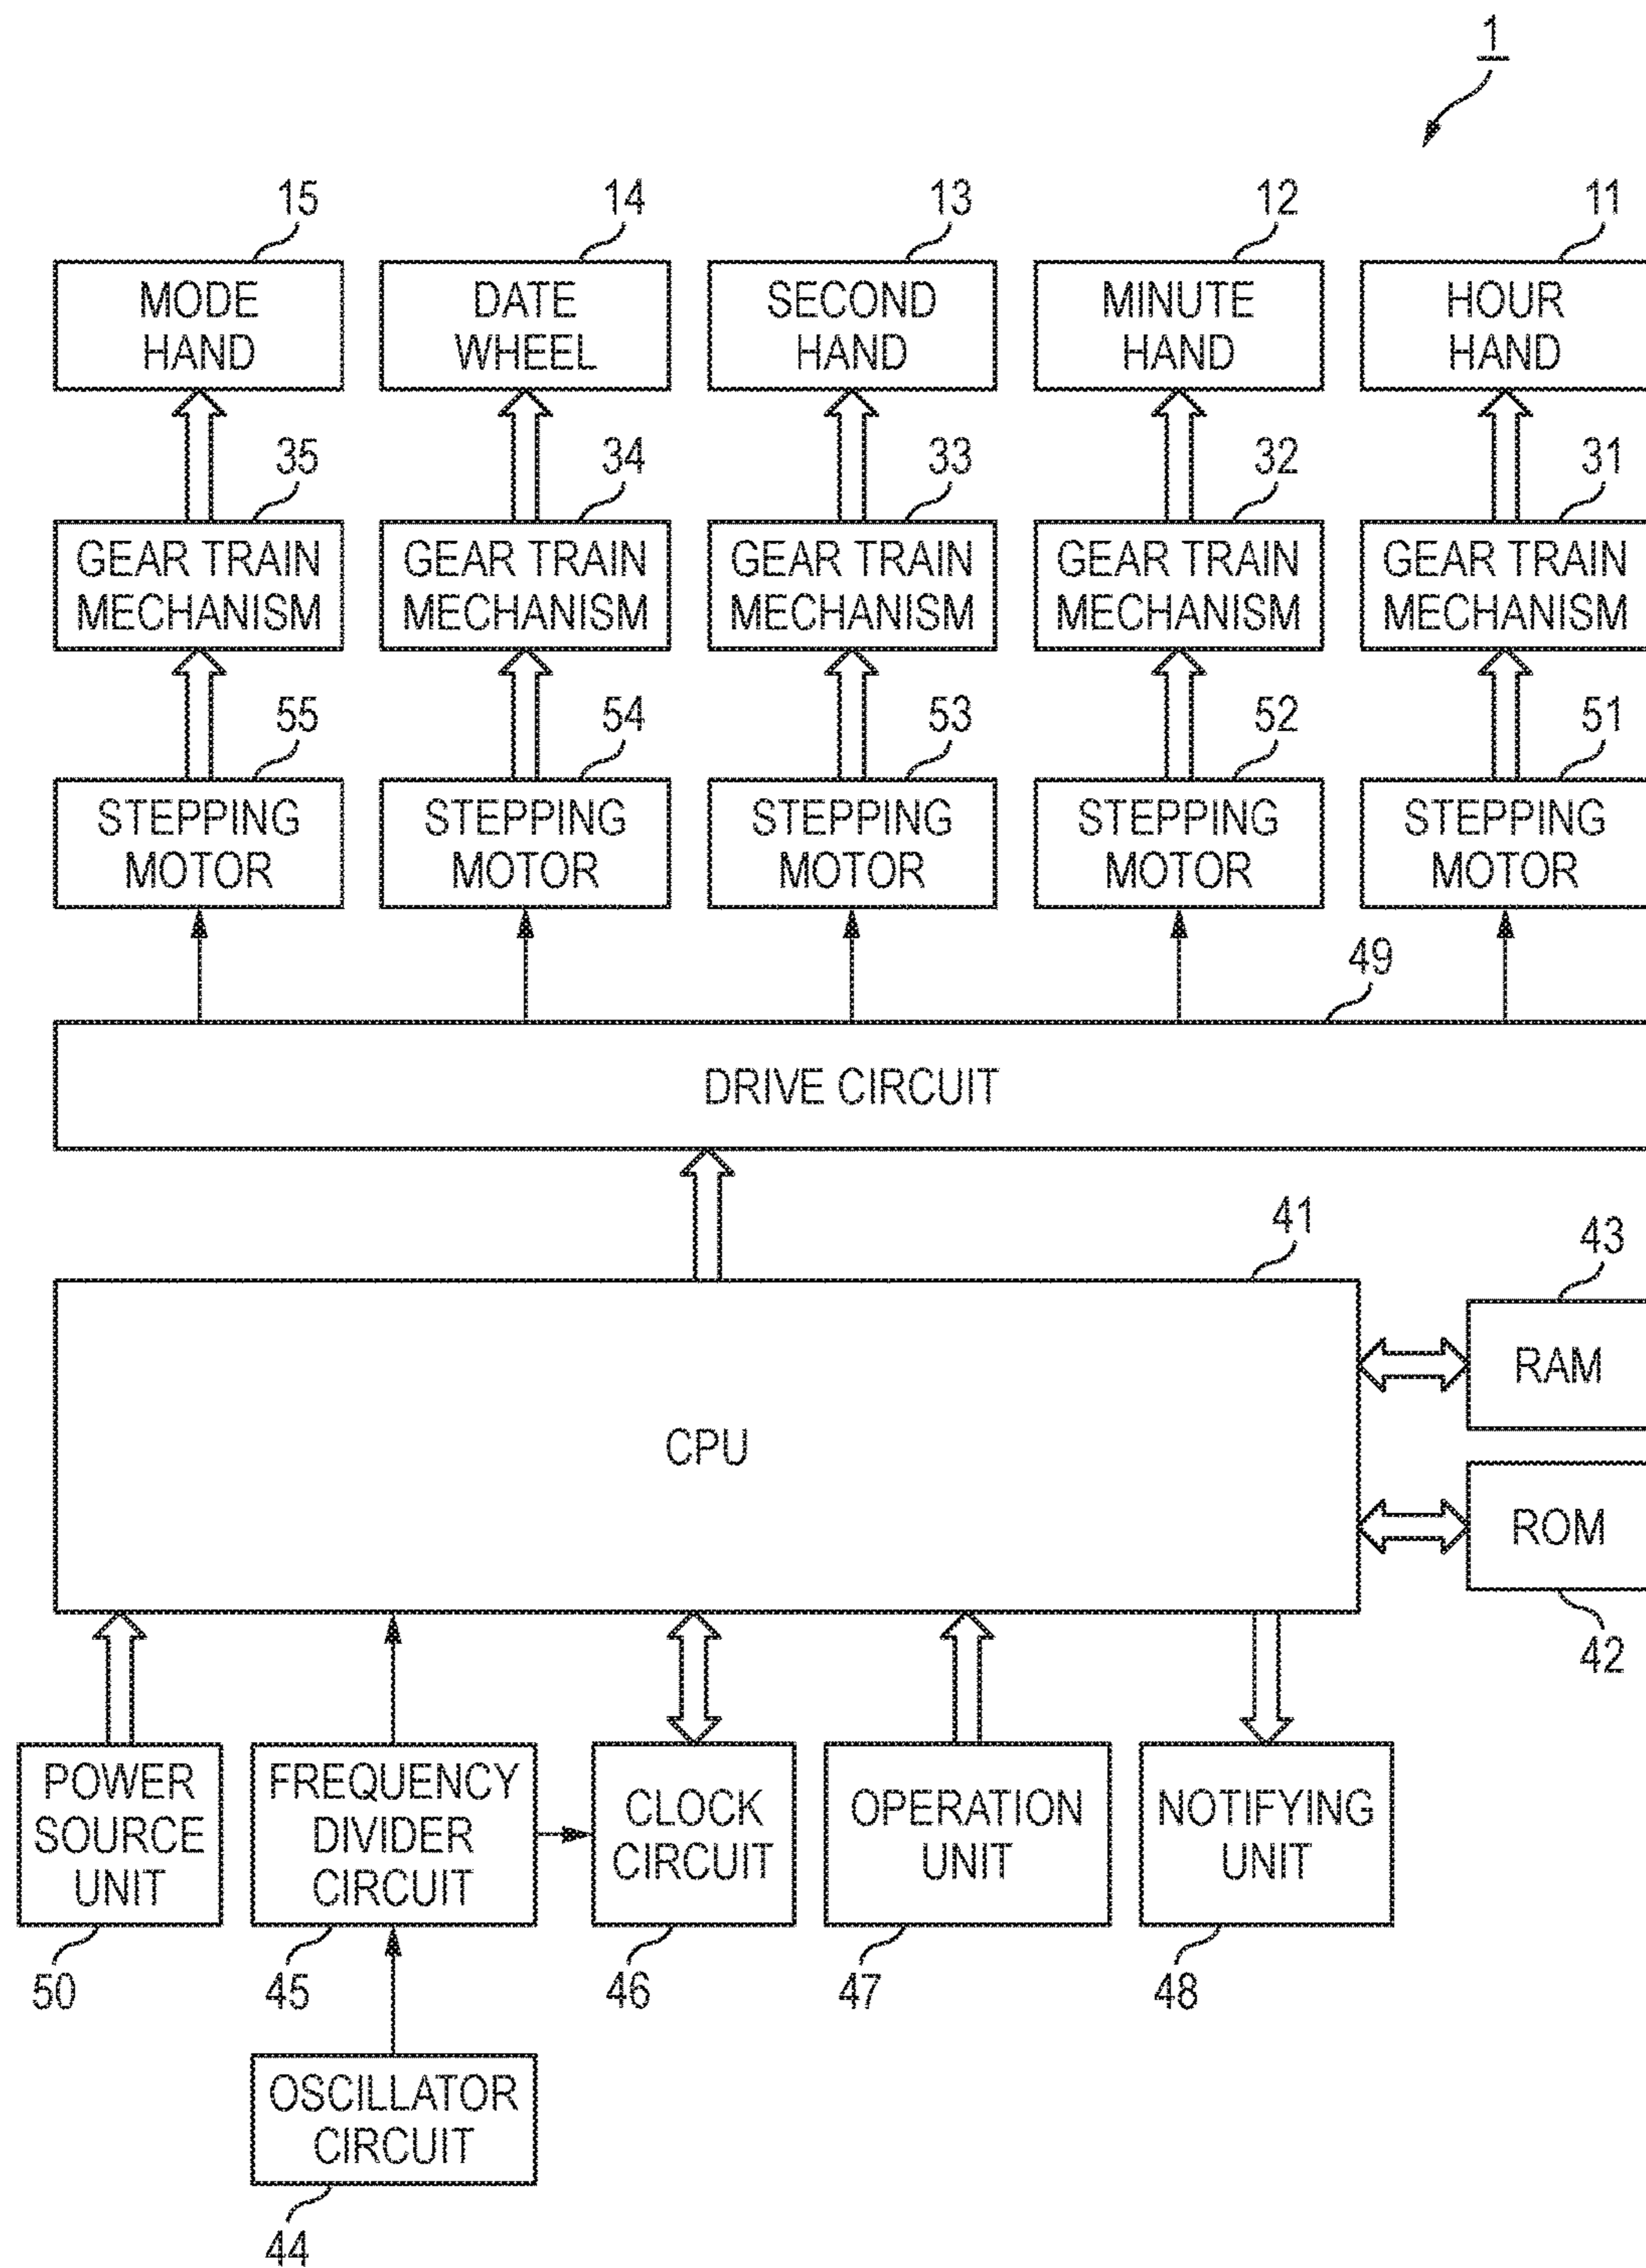 1
15
14
13
12
11
MODE
HAND
DATE
WHEEL
SECOND
HAND
MINUTE
HAND
HOUR
HAND
35
34
33
32
31
GEAR TRAIN
MECHANISM
GEAR TRAIN
MECHANISM
GEAR TRAIN
MECHANISM
GEAR TRAIN
MECHANISM
GEAR TRAIN
MECHANISM
55
54
53
52
51
STEPPING
MOTOR
STEPPING
MOTOR
STEPPING
MOTOR
STEPPING
MOTOR
STEPPING
MOTOR
49
DRIVE CIRCUIT
41
43
CPU
RAM
ROM
42
POWER
SOURCE
UNIT
FREQUENCY
DIVIDER
CIRCUIT
CLOCK
CIRCUIT
OPERATION
UNIT
NOTIFYING
UNIT
50
45
46
47
48
OSCILLATOR
CIRCUIT
44